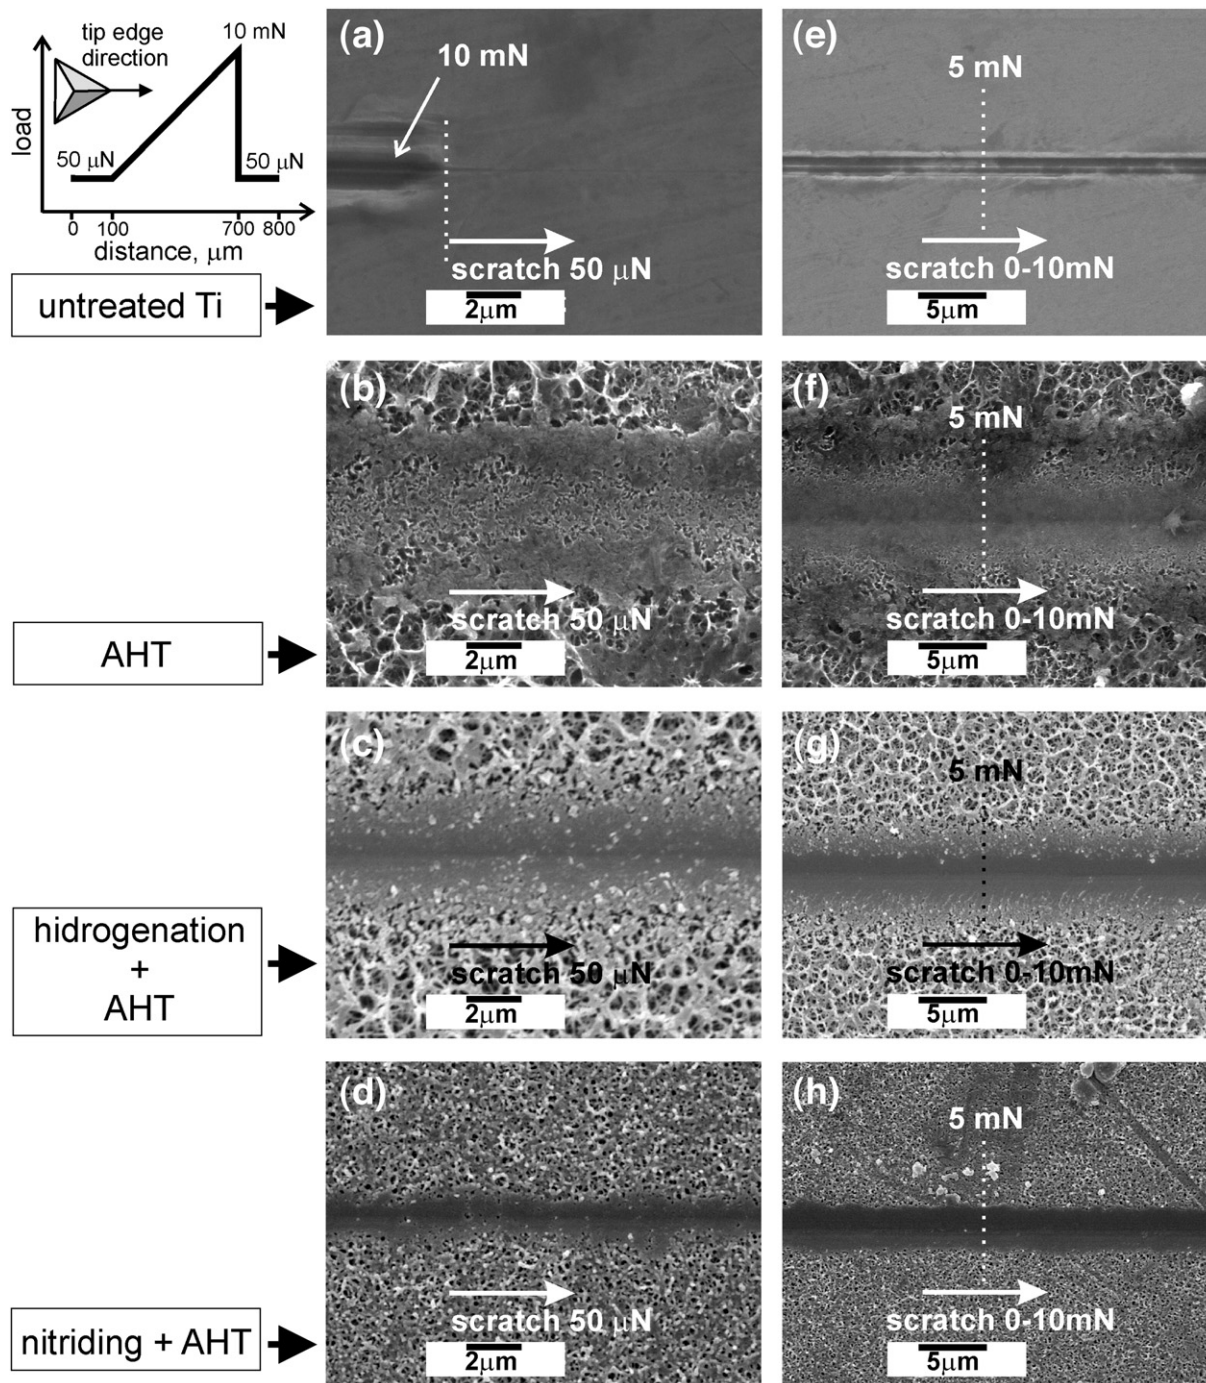 tip edge
direction
10 mN
load
50 μN
50 μN
0 100 700 800
distance, μm
untreated Ti
(a)
10 mN
scratch 50 μN
2μm
(e)
5 mN
scratch 0-10mN
5μm
AHT
(b)
scratch 50 μN
2μm
(f)
5 mN
scratch 0-10mN
5μm
hidrogenation
+
AHT
(c)
scratch 50 μN
2μm
(g)
5 mN
scratch 0-10mN
5μm
nitriding + AHT
(d)
scratch 50 μN
2μm
(h)
5 mN
scratch 0-10mN
5μm